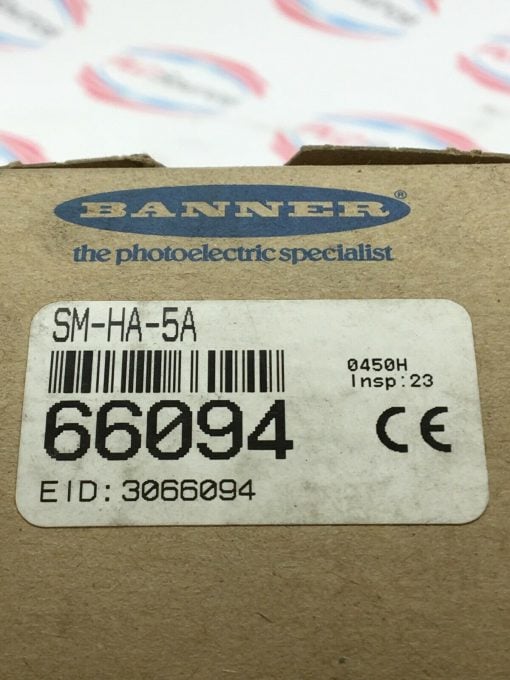 BANNER®
the photoelectric specialist
SM-HA-5A
0450H
Insp:23
66094
CE
EID: 3066094